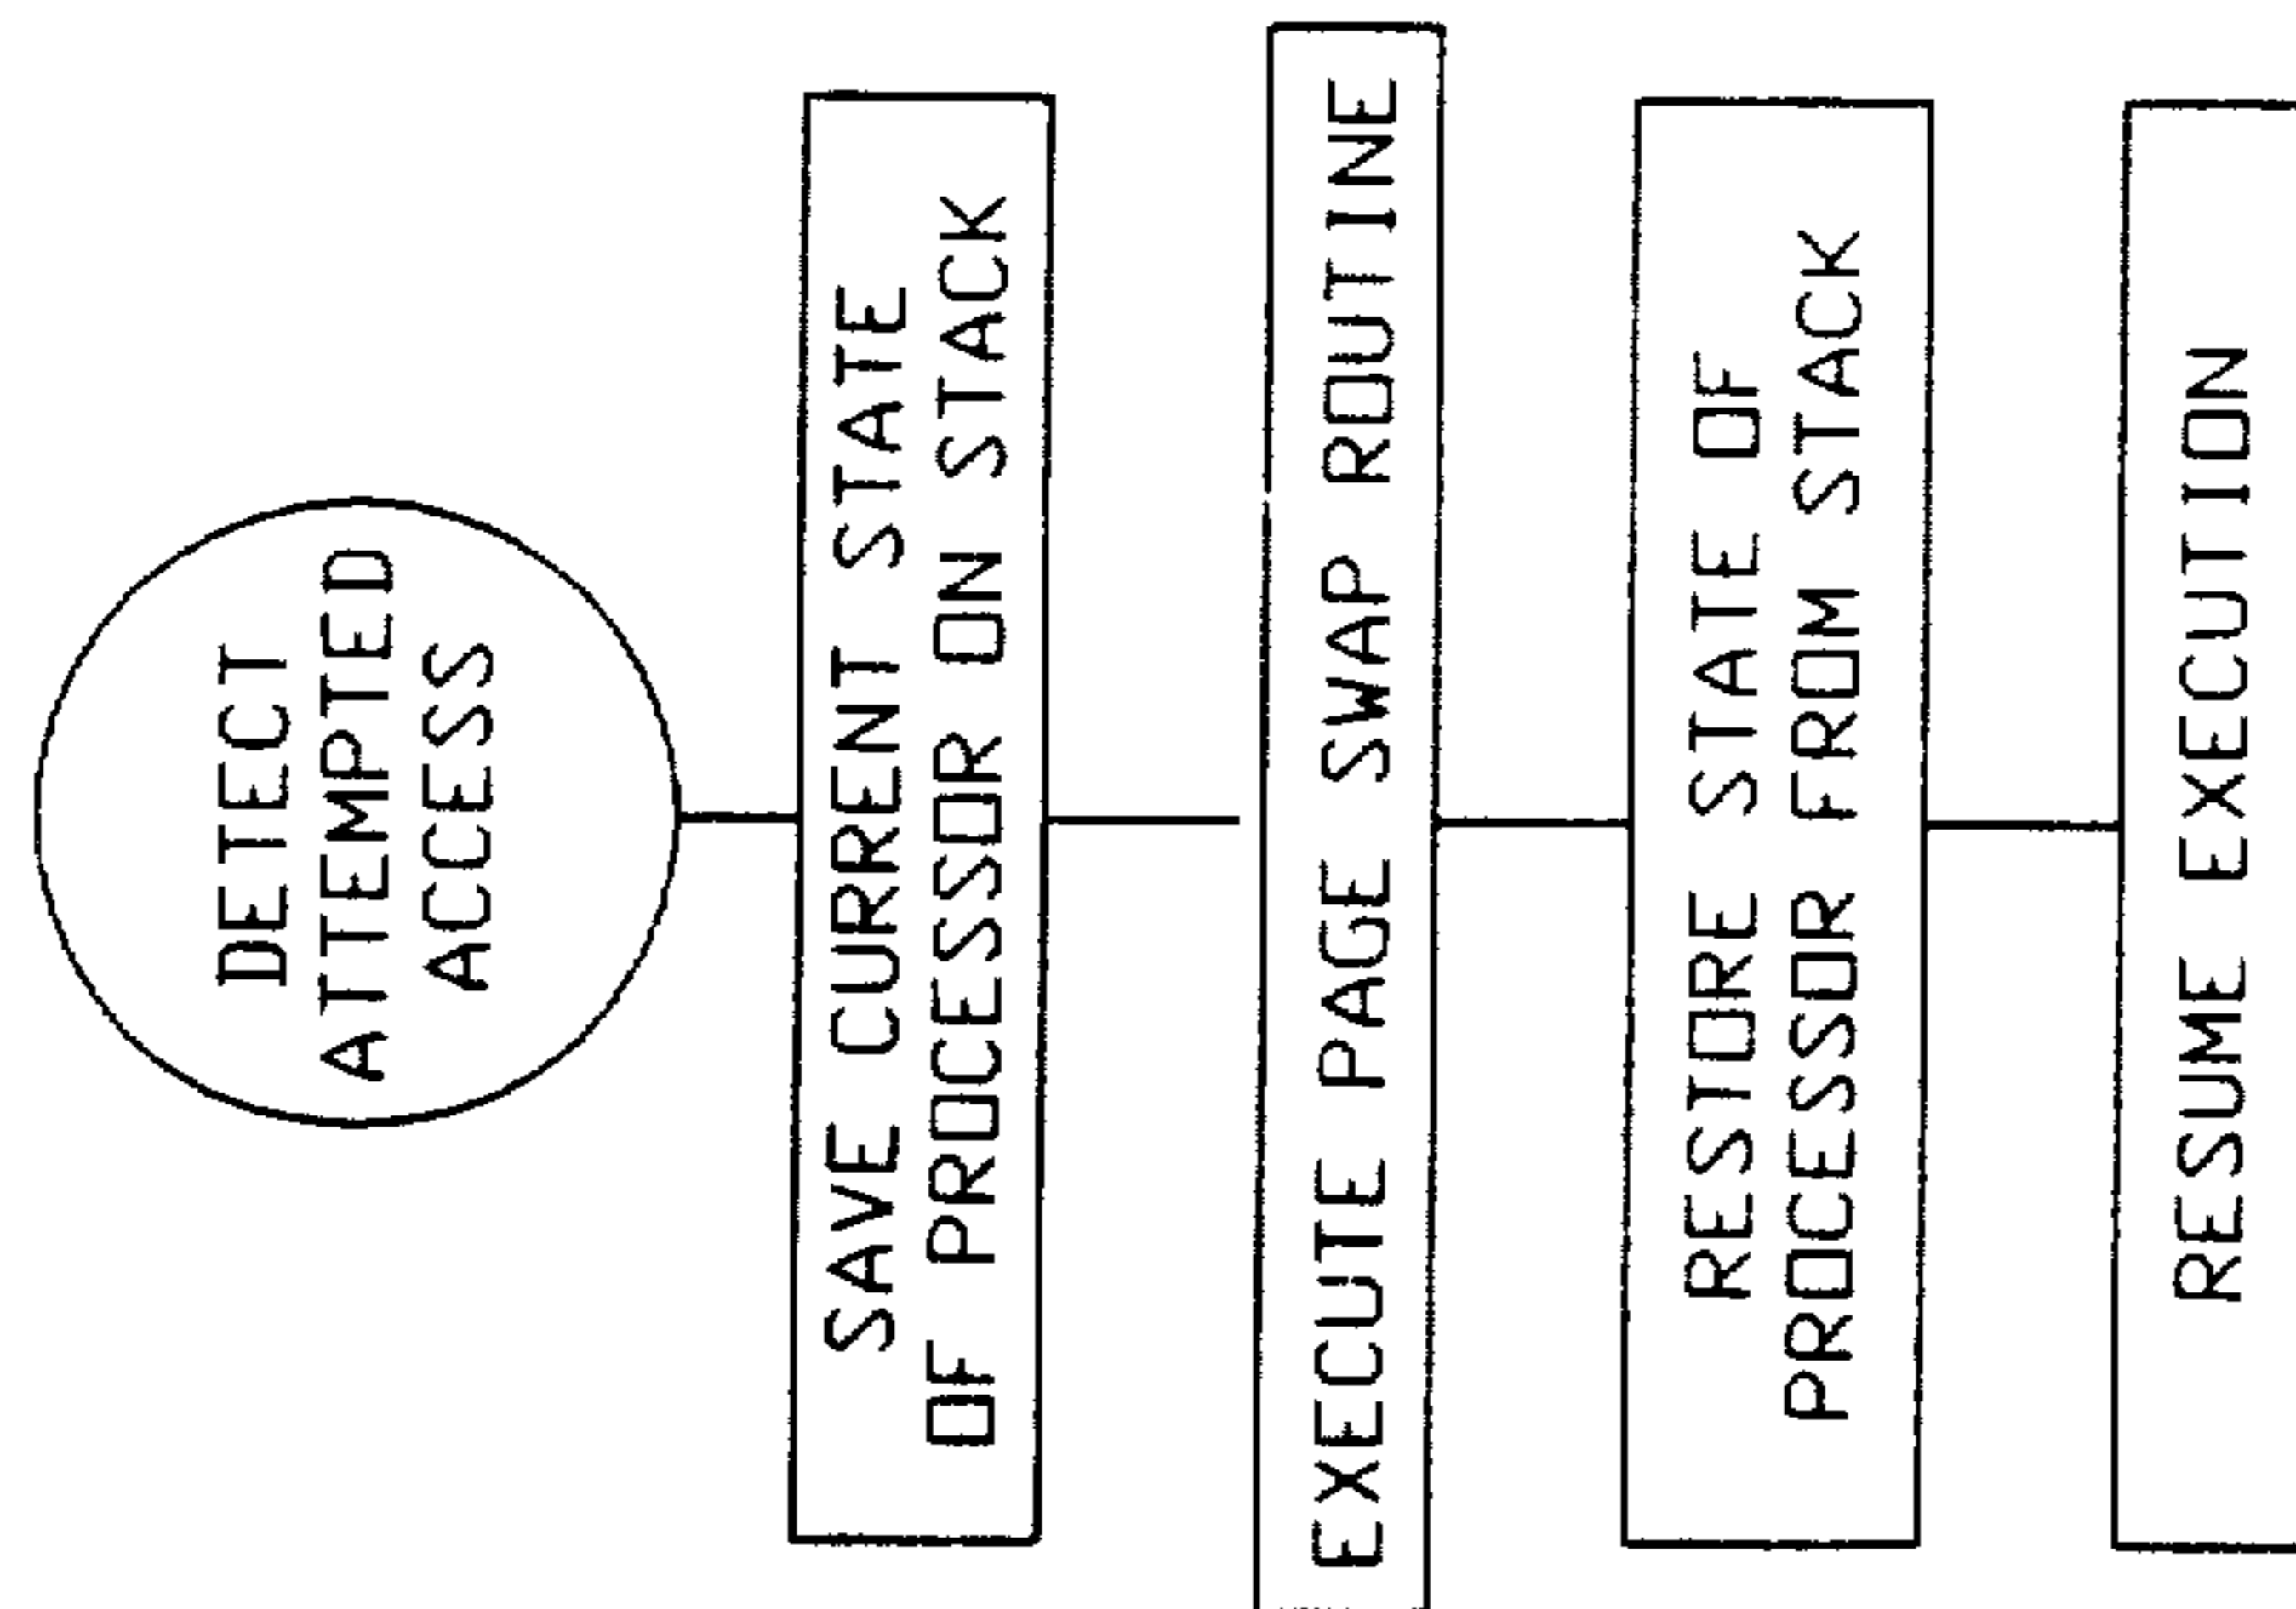 DETECT
ATTEMPTED
ACCESS
SAVE CURRENT STATE
OF PROCESSOR ON STACK
EXECUTE PAGE SWAP ROUTINE
RESTORE STATE OF
PROCESSOR FROM STACK
RESUME EXECUTION